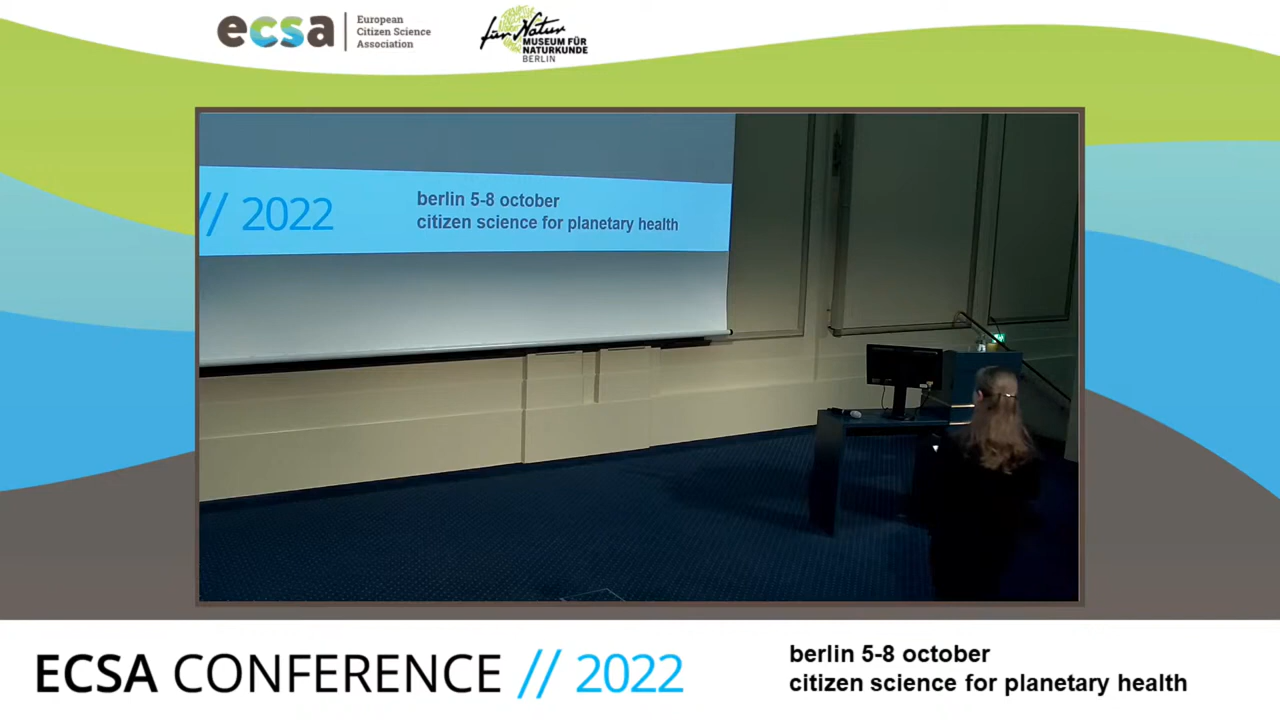 ecsa
European
Citizen Science
Association
für Natur
MUSEUM FÜR
NATURKUNDE
BERLIN
// 2022
berlin 5-8 october
citizen science for planetary health
ECSA CONFERENCE // 2022
berlin 5-8 october
citizen science for planetary health